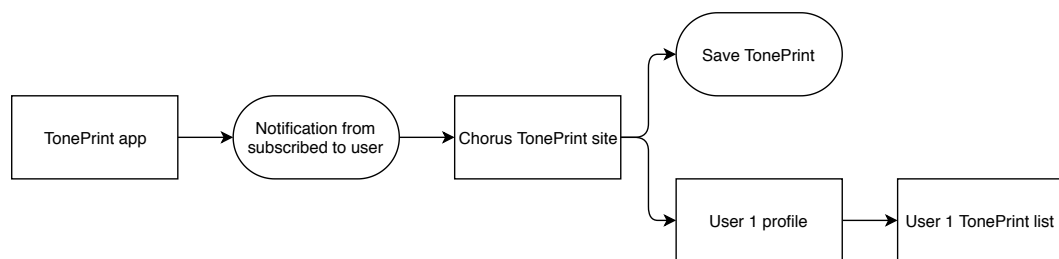 Save TonePrint
TonePrint app
Notification from
subscribed to user
Chorus TonePrint site
User 1 profile
User 1 TonePrint list